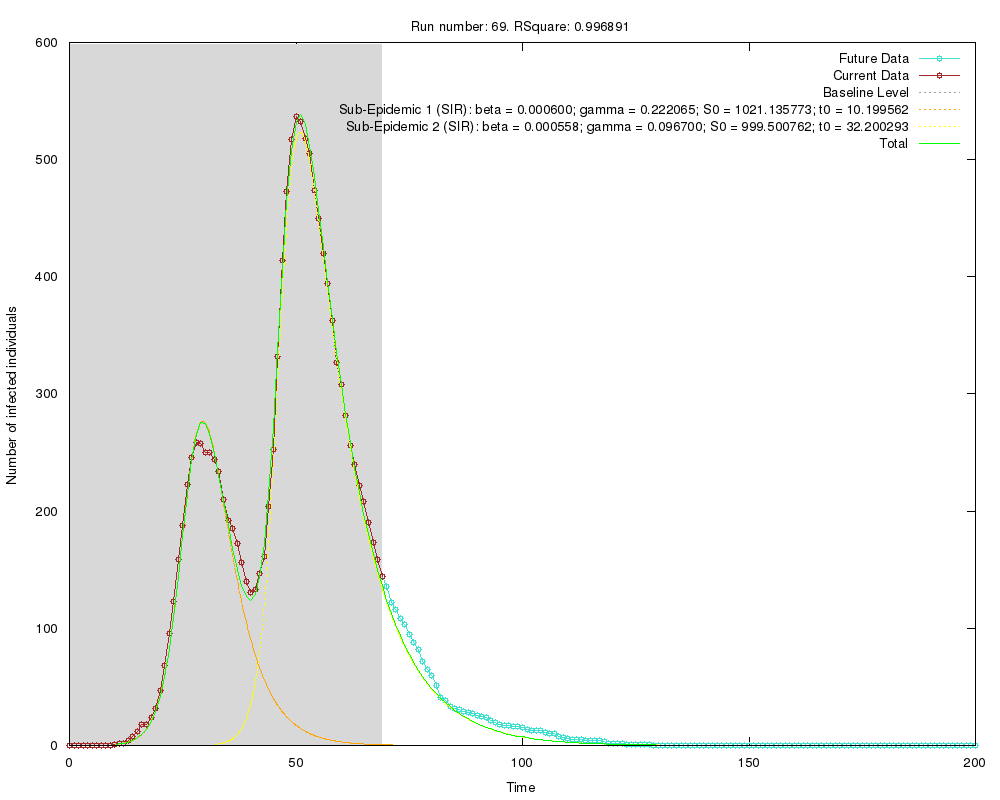 Run number: 69. RSquare: 0.996891
600
500
400
300
200
100
0
Number of infected individuals
Future Data
Current Data
Baseline Level
Sub-Epidemic 1 (SIR): beta = 0.000600; gamma = 0.222065; S0 = 1021.135773; t0 = 10.199562
Sub-Epidemic 2 (SIR): beta = 0.000558; gamma = 0.096700; S0 = 999.500762; t0 = 32.200293
Total
0 50 100 150 200
Time